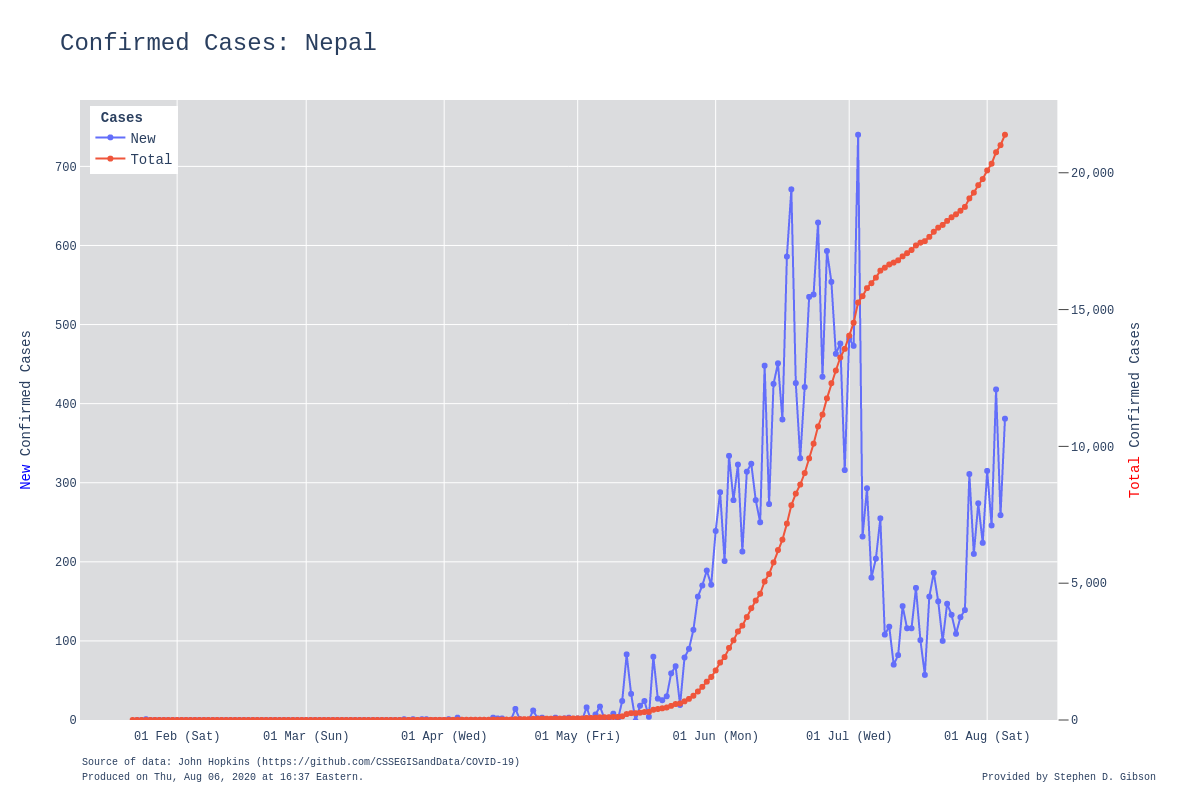 Confirmed Cases: Nepal
Cases
New
Total
700
600
500
400
300
200
100
0
20,000
15,000
10,000
5,000
0
New Confirmed Cases
Total Confirmed Cases
01 Feb (Sat)
01 Mar (Sun)
01 Apr (Wed)
01 May (Fri)
01 Jun (Mon)
01 Jul (Wed)
01 Aug (Sat)
Source of data: John Hopkins (https://github.com/CSSEGISandData/COVID-19)
Produced on Thu, Aug 06, 2020 at 16:37 Eastern.
Provided by Stephen D. Gibson